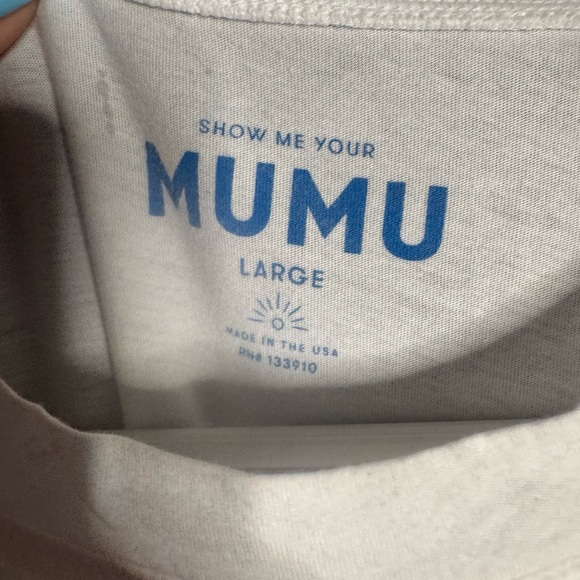 SHOW ME YOUR
MUMU
LARGE
MADE IN THE USA
RN# 133910